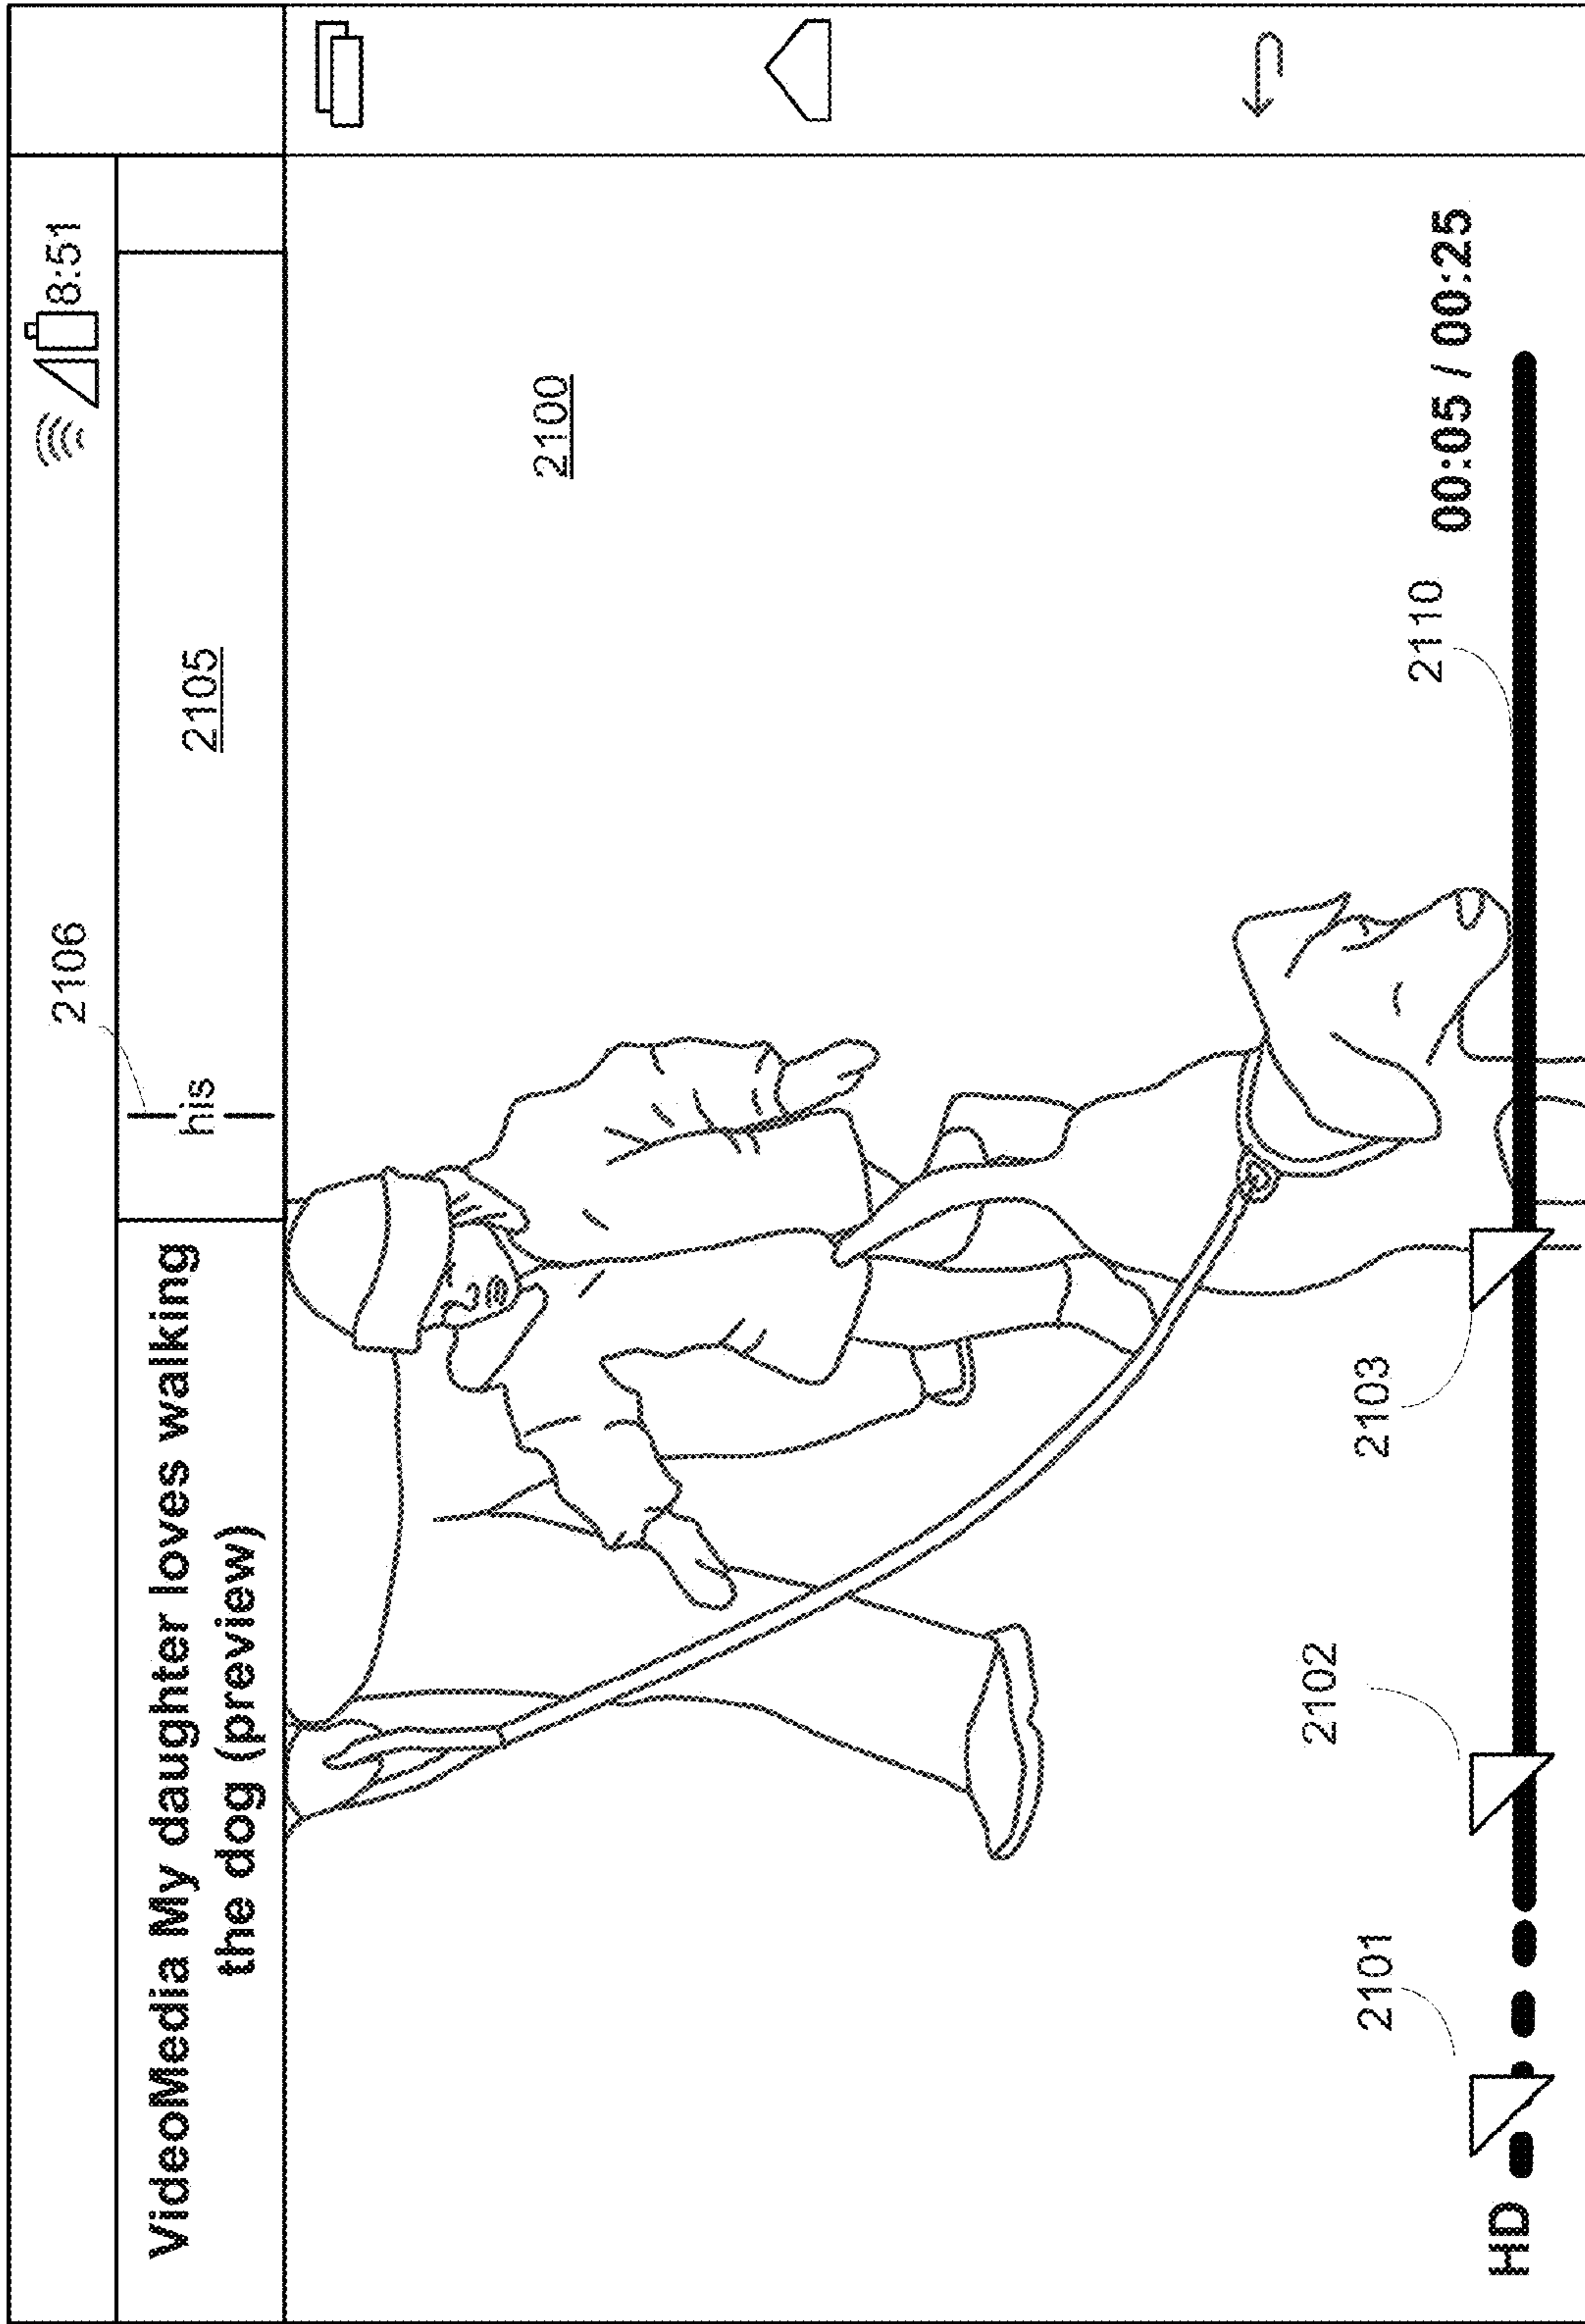 8:51
2106
VideoMedia My daughter loves walking
the dog (preview)
his
2105
2100
2101
2102
2103
2110
00:05 / 00:25
HD